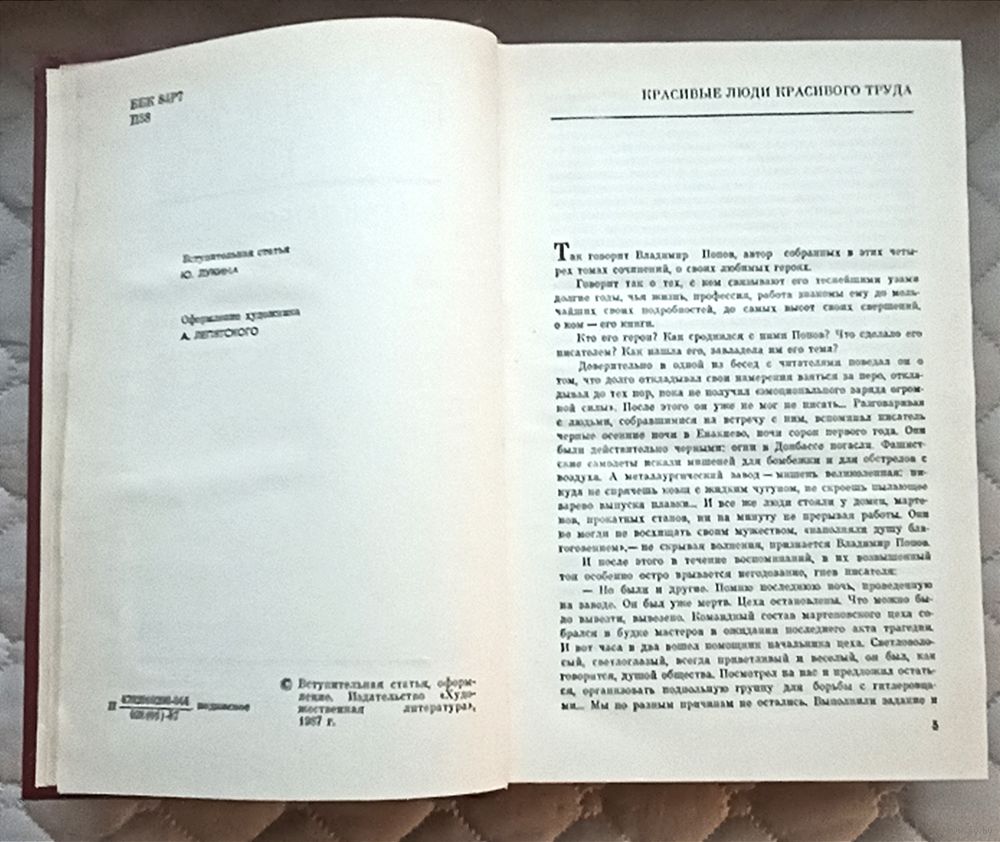 ББК 84Р7
П58
Вступительная статья
Ю. ЛУКИНА
Оформление художника
А. ЛЕПЯТСКОГО
П подписное
© Вступительная статья, оформ-
ление. Издательство «Худо-
жественная литература»,
1987 г.
КРАСИВЫЕ ЛЮДИ КРАСИВОГО ТРУДА
Так говорит Владимир Попов, автор собранных в этих четы-
рех томах сочинений, о своих любимых героях.
Говорит так о тех, с кем связывают его теснейшими узами
долгие годы, чья жизнь, профессия, работа знакомы ему до мель-
чайших своих подробностей, до самых высот своих свершений,
о ком — его книги.
Кто его герои? Как сроднился с ними Попов? Что сделало его
писателем? Как нашла его, завладела им его тема?
Доверительно в одной из бесед с читателями поведал он о
том, что долго откладывал свои намерения взяться за перо, откла-
дывал до тех пор, пока не получил «эмоционального заряда огром-
ной силы». После этого он уже не мог не писать... Разговаривая
с людьми, собравшимися на встречу с ним, вспоминал писатель
черные осенние ночи в Енакиево, ночи сорок первого года. Они
были действительно черными: огни в Донбассе погасли. Фашист-
ские самолеты искали мишеней для бомбежки и для обстрелов с
воздуха. А металлургический завод — мишень великолепная: ни-
куда не спрячешь ковш с жидким чугуном, не скроешь пылающее
варево выпуска плавки... И все же люди стояли у домен, марте-
нов, прокатных станов, ни на минуту не прерывая работы. Они
не могли не восхищать своим мужеством, «наполняли душу бла-
гоговением»,— не скрывая волнения, признается Владимир Попов.
И после этого в течение воспоминаний, в их возвышенный
тон особенно остро врывается негодование, гнев писателя:
— Но были и другие. Помню последнюю ночь, проведенную
на заводе. Он был уже мертв. Цеха остановлены. Что можно бы-
ло вывезти, вывезено. Командный состав мартеновского цеха со-
брался в будке мастеров в ожидании последнего акта трагедии.
И вот часа в два вошел помощник начальника цеха. Светловоло-
сый, светлоглазый, всегда приветливый и веселый, он был, как
говорится, душой общества. Посмотрел на нас и предложил остать-
ся, организовать подпольную группу для борьбы с гитлеровца-
ми... Мы по разным причинам не остались. Выполнили задание и
5